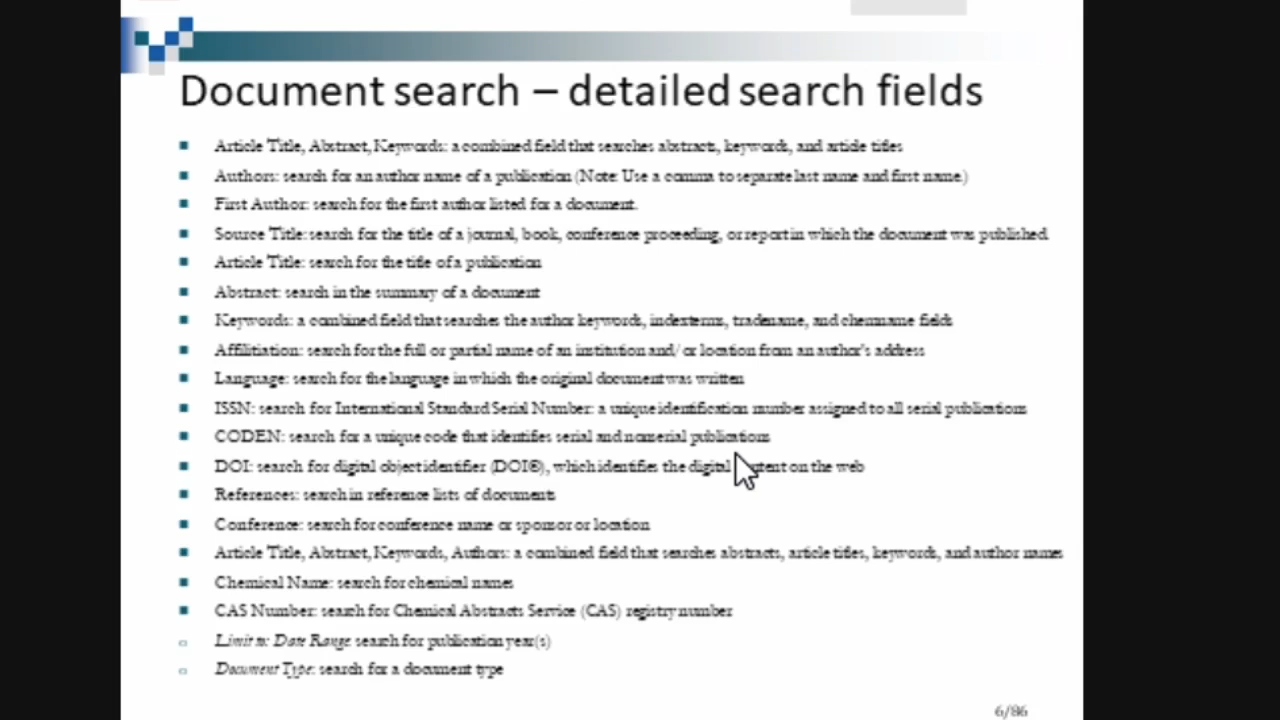 Document search – detailed search fields
Article Title, Abstract, Keywords: a combined field that searches abstracts, keywords, and article titles
Authors: search for an author name of a publication (Note: Use a comma to separate last name and first name.)
First Author: search for the first author listed for a document.
Source Title: search for the title of a journal, book, conference proceeding, or report in which the document was published.
Article Title: search for the title of a publication
Abstract: search in the summary of a document
Keywords: a combined field that searches the author keywords, indexterms, tradename, and chemname fields
Affilitiation: search for the full or partial name of an institution and/or location from an author's address
Language: search for the language in which the original document was written
ISSN: search for International Standard Serial Number: a unique identification number assigned to all serial publications
CODEN: search for a unique code that identifies serial and nonserial publications
DOI: search for digital object identifier (DOI®), which identifies the digital content on the web
References: search in reference lists of documents
Conference: search for conference name or sponsor or location
Article Title, Abstract, Keywords, Authors: a combined field that searches abstracts, article titles, keywords, and author names
Chemical Name: search for chemical names
CAS Number: search for Chemical Abstracts Service (CAS) registry number
Limit to: Date Range search for publication year(s)
Document Type: search for a document type
6/86